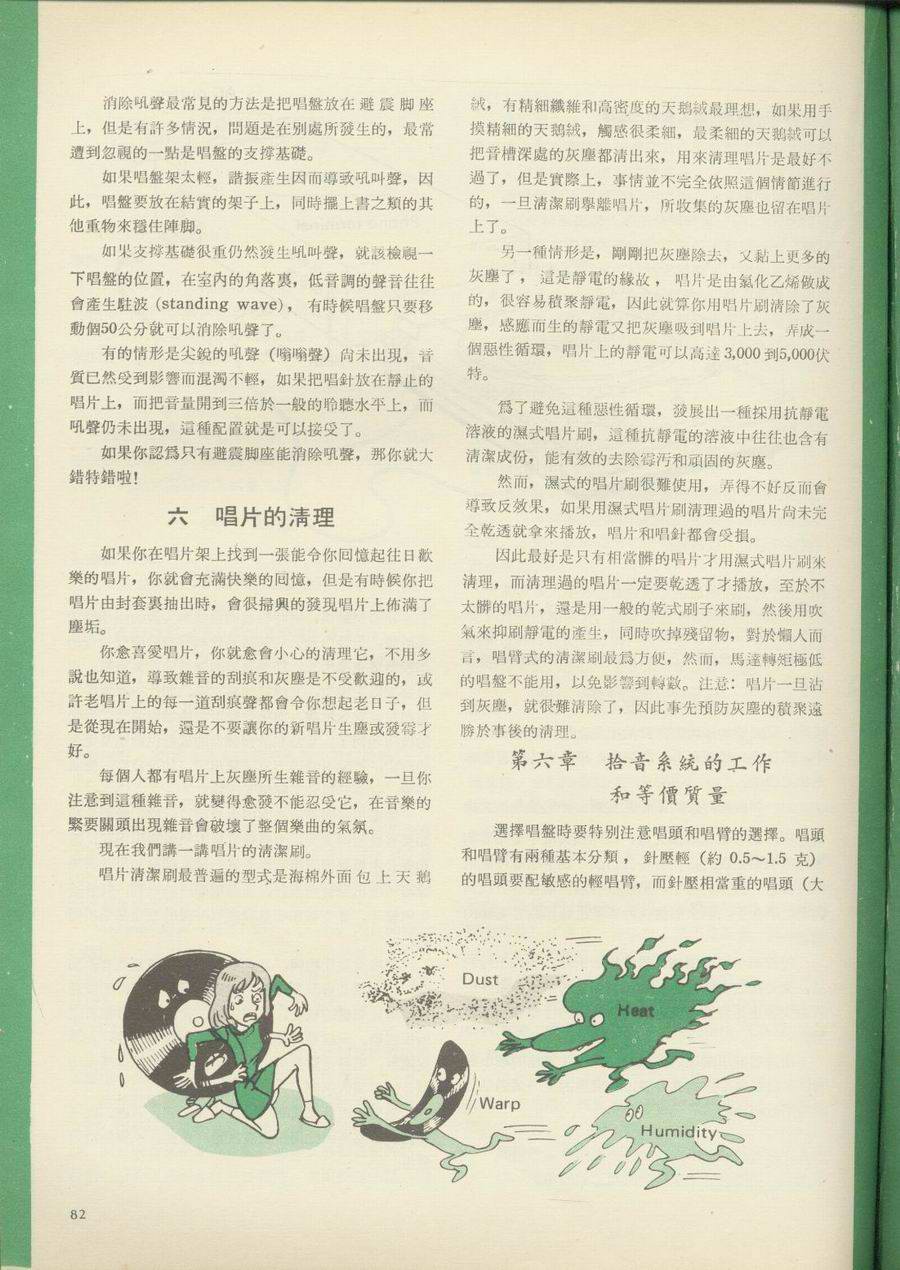 消除吼聲最常見的方法是把唱盤放在避震脚座
上，但是有許多情況，問題是在別處所發生的，最常
遭到忽視的一點是唱盤的支撐基礎。
如果唱盤架太輕，諧振產生因而導致吼叫聲，因
此，唱盤要放在結實的架子上，同時擺上書之類的其
他重物來穩住陣脚。
如果支撐基礎很重仍然發生吼叫聲，就該檢視一
下唱盤的位置，在室內的角落裏，低音調的聲音往往
會產生駐波 (standing wave)， 有時候唱盤只要移
動個50公分就可以消除吼聲了。
有的情形是尖銳的吼聲（嗡嗡聲）尚未出現，音
質已然受到影響而混濁不輕，如果把唱針放在靜止的
唱片上，而把音量開到三倍於一般的聆聽水平上，而
吼聲仍未出現，這種配置就是可以接受了。
如果你認爲只有避震脚座能消除吼聲，那你就大
錯特錯啦！
六　唱片的清理
如果你在唱片架上找到一張能令你囘憶起往日歡
樂的唱片，你就會充滿快樂的囘憶，但是有時候你把
唱片由封套裏抽出時，會很掃興的發現唱片上佈滿了
塵垢。
你愈喜愛唱片，你就愈會小心的清理它，不用多
說也知道，導致雜音的刮痕和灰塵是不受歡迎的，或
許老唱片上的每一道刮痕聲都會令你想起老日子，但
是從現在開始，還是不要讓你的新唱片生塵或發霉才
好。
每個人都有唱片上灰塵所生雜音的經驗，一旦你
注意到這種雜音，就變得愈發不能忍受它，在音樂的
緊要關頭出現雜音會破壞了整個樂曲的氣氛。
現在我們講一講唱片的清潔刷。
唱片清潔刷最普遍的型式是海棉外面包上天鵝
絨，有精細纖維和高密度的天鵝絨最理想，如果用手
摸精細的天鵝絨，觸感很柔細，最柔細的天鵝絨可以
把音槽深處的灰塵都清出來，用來清理唱片是最好不
過了，但是實際上，事情並不完全依照這個情節進行
的，一旦清潔刷舉離唱片，所收集的灰塵也留在唱片
上了。
另一種情形是，剛剛把灰塵除去，又黏上更多的
灰塵了，這是靜電的緣故，唱片是由氯化乙烯做成
的，很容易積聚靜電，因此就算你用唱片刷清除了灰
塵，感應而生的靜電又把灰塵吸到唱片上去，弄成一
個惡性循環，唱片上的靜電可以高達 3,000 到5,000伏
特。
爲了避免這種惡性循環，發展出一種採用抗靜電
溶液的濕式唱片刷，這種抗靜電的溶液中往往也含有
清潔成份，能有效的去除霉汚和頑固的灰塵。
然而，濕式的唱片刷很難使用，弄得不好反而會
導致反效果，如果用濕式唱片刷清理過的唱片尚未完
全乾透就拿來播放，唱片和唱針都會受損。
因此最好是只有相當髒的唱片才用濕式唱片刷來
清理，而清理過的唱片一定要乾透了才播放，至於不
太髒的唱片，還是用一般的乾式刷子來刷，然後用吹
氣來抑刷靜電的產生，同時吹掉殘留物，對於懶人而
言，唱臂式的清潔刷最爲方便，然而，馬達轉矩極低
的唱盤不能用，以免影響到轉數。注意：唱片一旦沾
到灰塵，就很難清除了，因此事先預防灰塵的積聚遠
勝於事後的清理。
第六章　拾音系統的工作
和等價質量
選擇唱盤時要特別注意唱頭和唱臂的選擇。唱頭
和唱臂有兩種基本分類，針壓輕（約 0.5～1.5 克）
的唱頭要配敏感的輕唱臂，而針壓相當重的唱頭（大
Dust
Heat
Warp
Humidity
82